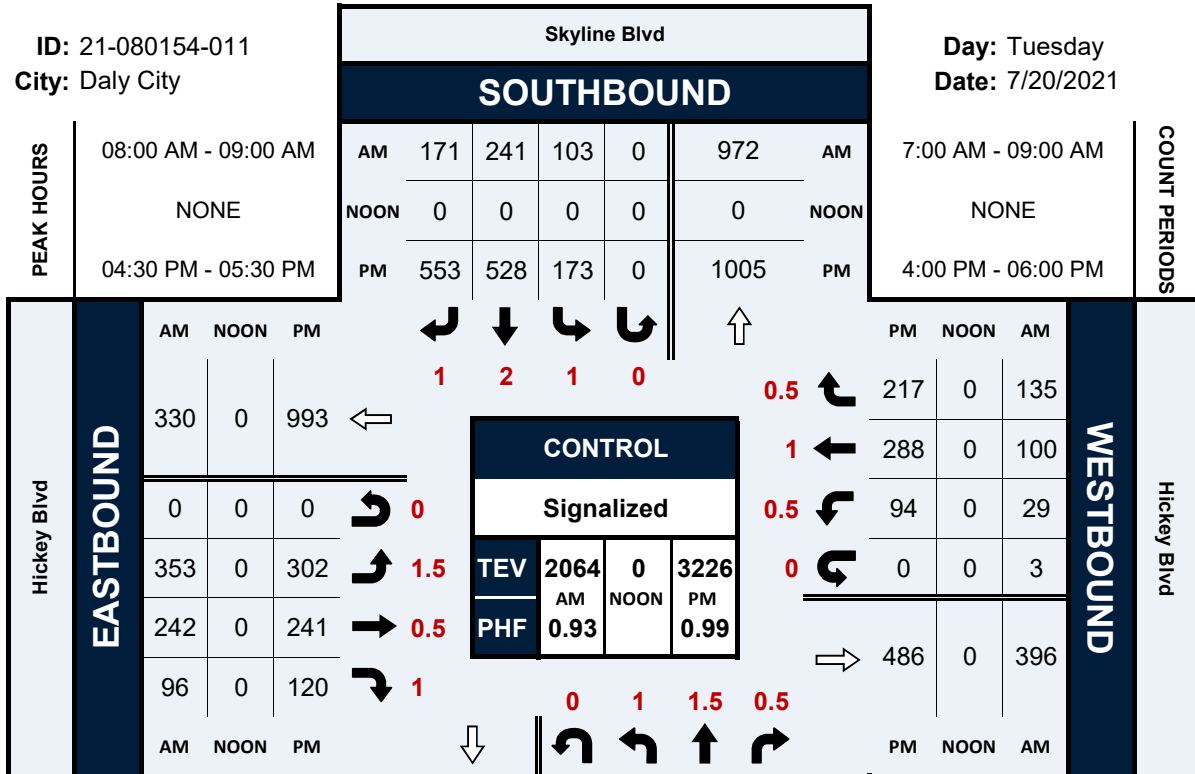 ID: 21-080154-011
City: Daly City
Skyline Blvd
SOUTHBOUND
Day: Tuesday
Date: 7/20/2021
PEAK HOURS
08:00 AM - 09:00 AM
NONE
04:30 PM - 05:30 PM
AM 171 241 103 0 972 AM
NOON 0 0 0 0 0 NOON
PM 553 528 173 0 1005 PM
7:00 AM - 09:00 AM
NONE
4:00 PM - 06:00 PM
COUNT PERIODS
1 2 1 0
Hickey Blvd
EASTBOUND
AM NOON PM
330 0 993
0 0 0 0
353 0 302 1.5
242 0 241 0.5
96 0 120 1
AM NOON PM
CONTROL
Signalized
TEV 2064 0 3226
AM NOON PM
PHF 0.93 0.99
PM NOON AM
0.5 217 0 135
1 288 0 100
0.5 94 0 29
0 0 0 3
486 0 396
PM NOON AM
WESTBOUND
Hickey Blvd
0 1 1.5 0.5